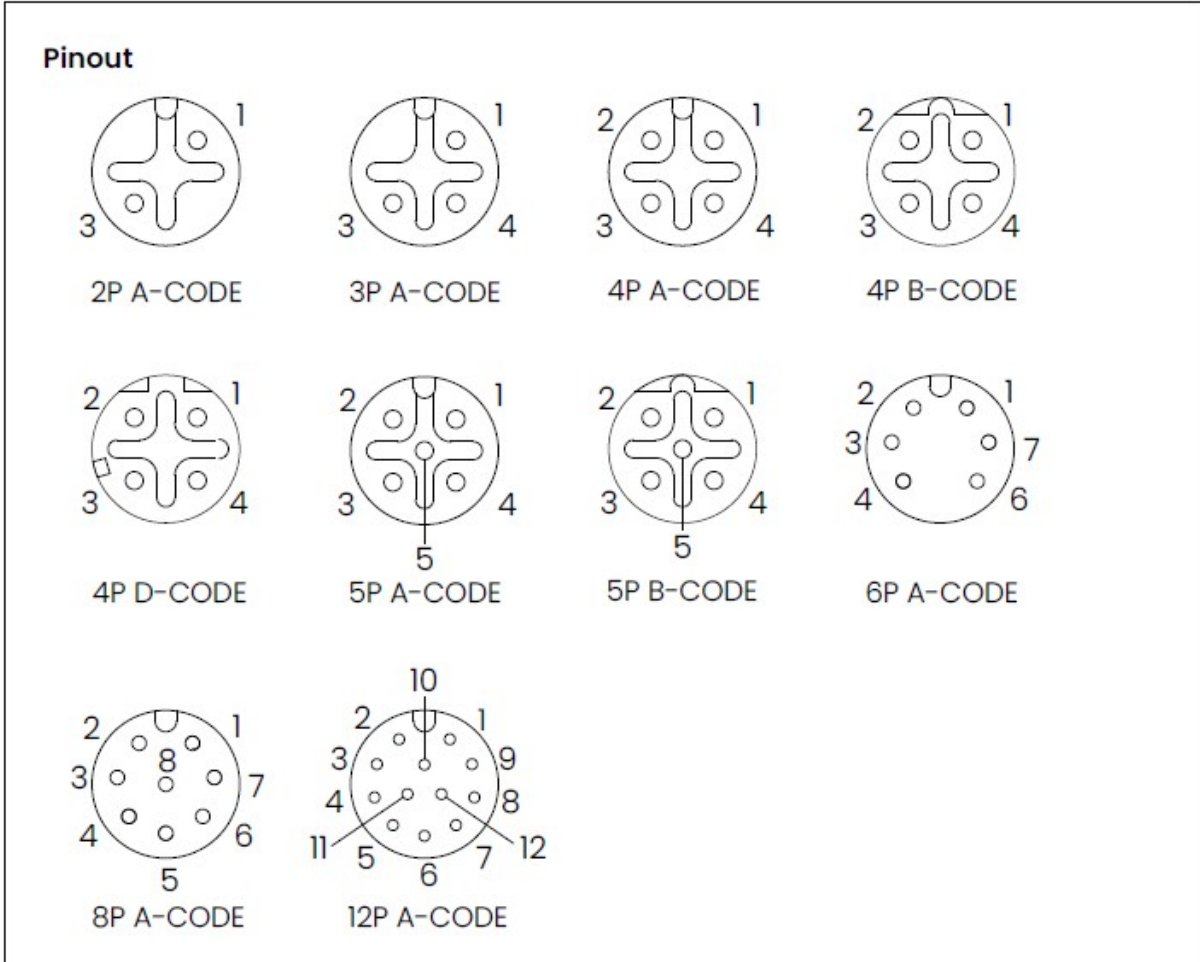 Pinout
1
3
2P A-CODE
1
3 4
3P A-CODE
2 1
3 4
4P A-CODE
2 1
3 4
4P B-CODE
2 1
3 4
4P D-CODE
2 1
3 4
5
5P A-CODE
2 1
3 4
5
5P B-CODE
2 1
3 7
4 6
6P A-CODE
2 1
8
3 7
4 6
5
8P A-CODE
10
2 1
3 9
4 8
11 12
5 7
6
12P A-CODE